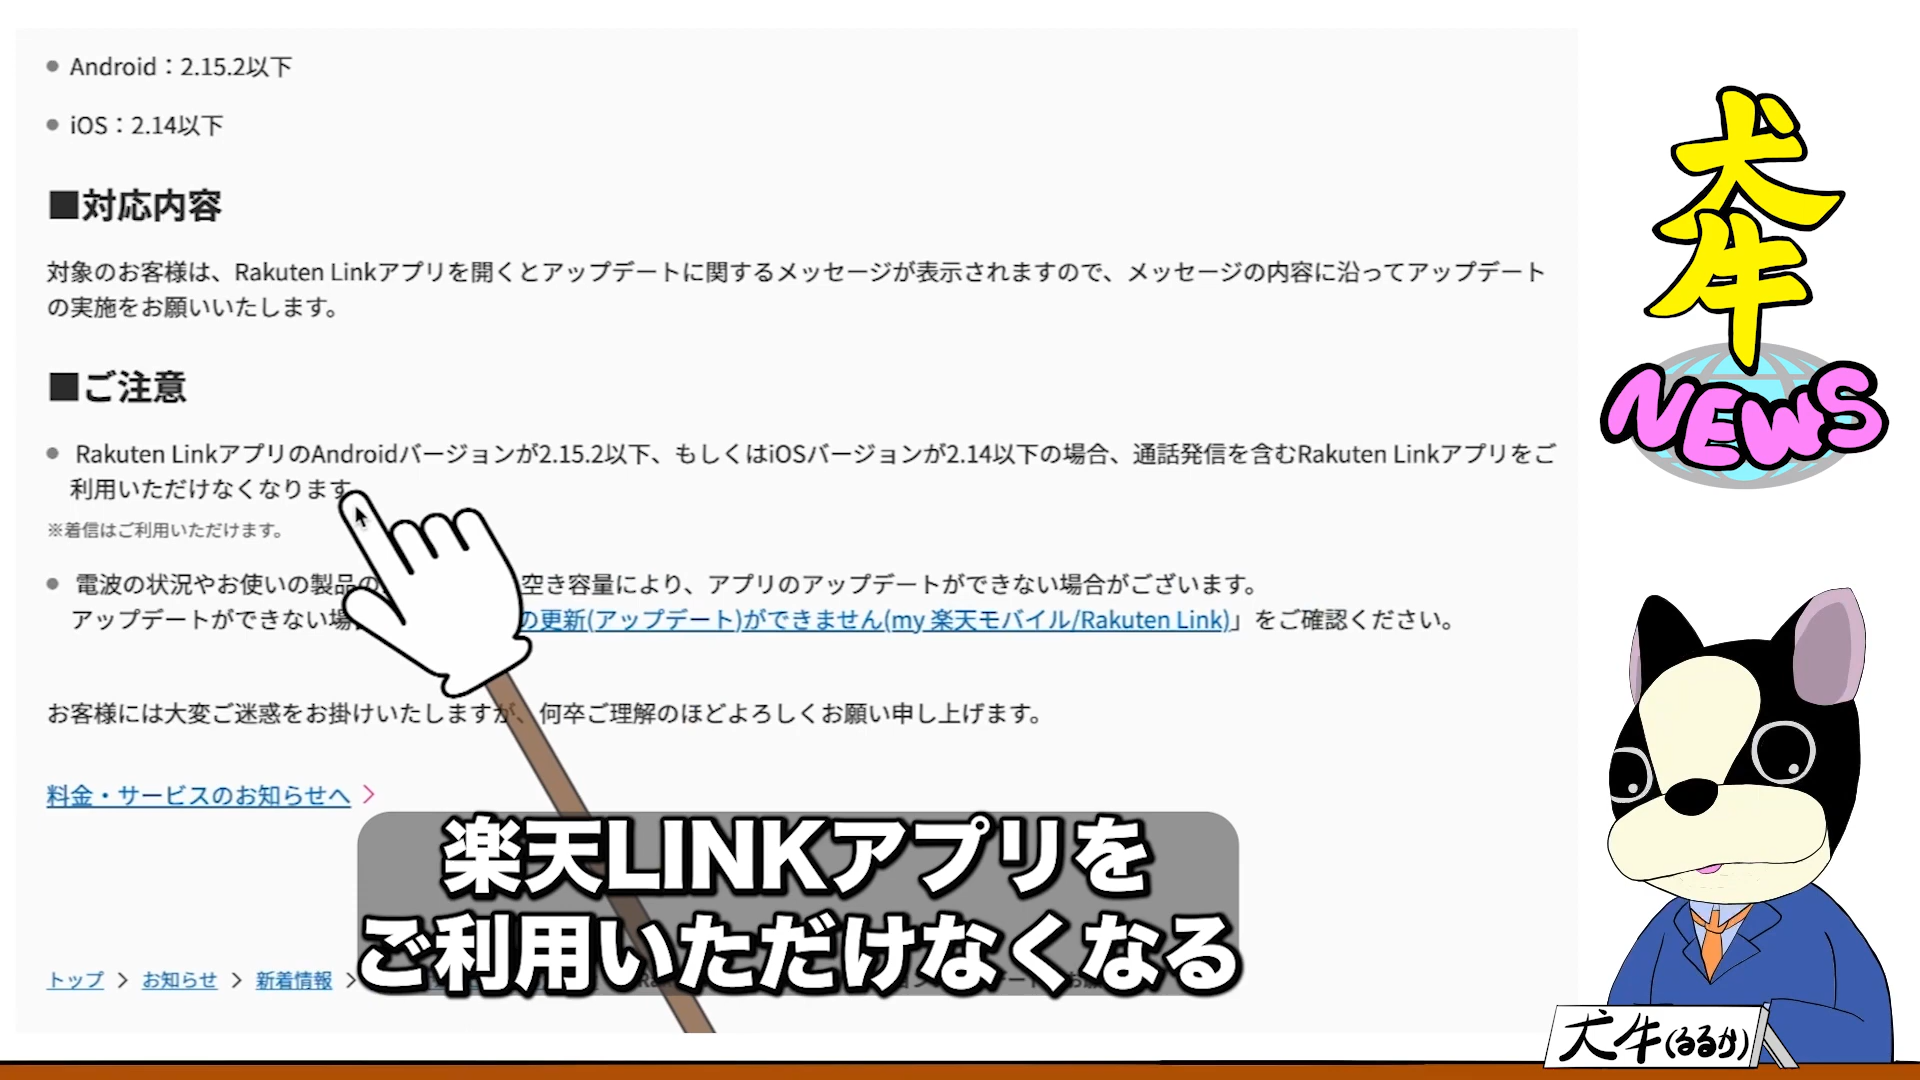 ● Android：2.15.2以下
● iOS：2.14以下
■対応内容
対象のお客様は、Rakuten Linkアプリを開くとアップデートに関するメッセージが表示されますので、メッセージの内容に沿ってアップデート
の実施をお願いいたします。
■ご注意
● Rakuten LinkアプリのAndroidバージョンが2.15.2以下、もしくはiOSバージョンが2.14以下の場合、通話発信を含むRakuten Linkアプリをご
利用いただけなくなります
※着信はご利用いただけます。
● 電波の状況やお使いの製品の 空き容量により、アプリのアップデートができない場合がございます。
アップデートができない場 の更新(アップデート)ができません(my 楽天モバイル/Rakuten Link)」をご確認ください。
お客様には大変ご迷惑をお掛けいたしますが、何卒ご理解のほどよろしくお願い申し上げます。
料金・サービスのお知らせへ >
楽天LINKアプリを
ご利用いただけなくなる
トップ > お知らせ > 新着情報 >
犬牛
NEWS
犬牛(るるか)